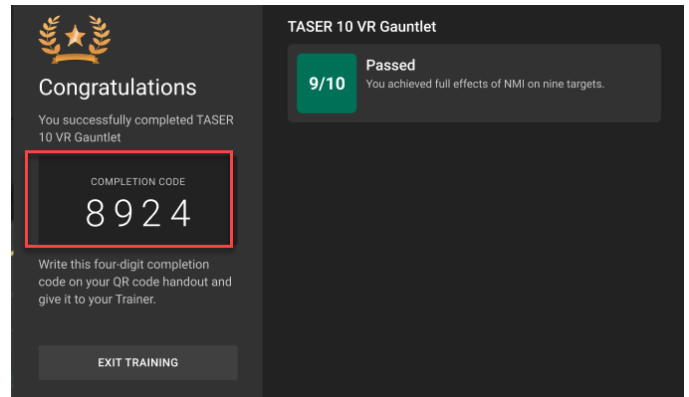 Congratulations
You successfully completed TASER
10 VR Gauntlet
COMPLETION CODE
8924
Write this four-digit completion
code on your QR code handout and
give it to your Trainer.
EXIT TRAINING
TASER 10 VR Gauntlet
9/10
Passed
You achieved full effects of NMI on nine targets.